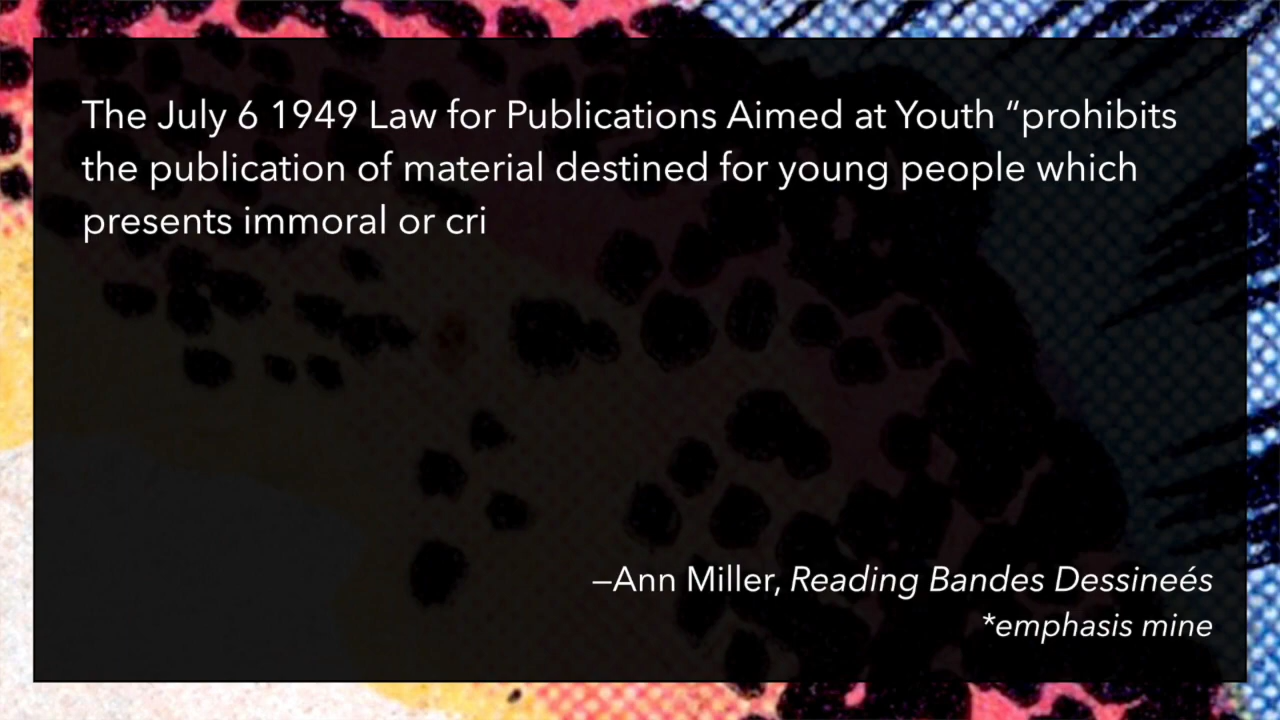 The July 6 1949 Law for Publications Aimed at Youth “prohibits
the publication of material destined for young people which
presents immoral or cri
—Ann Miller, Reading Bandes Dessineés
*emphasis mine